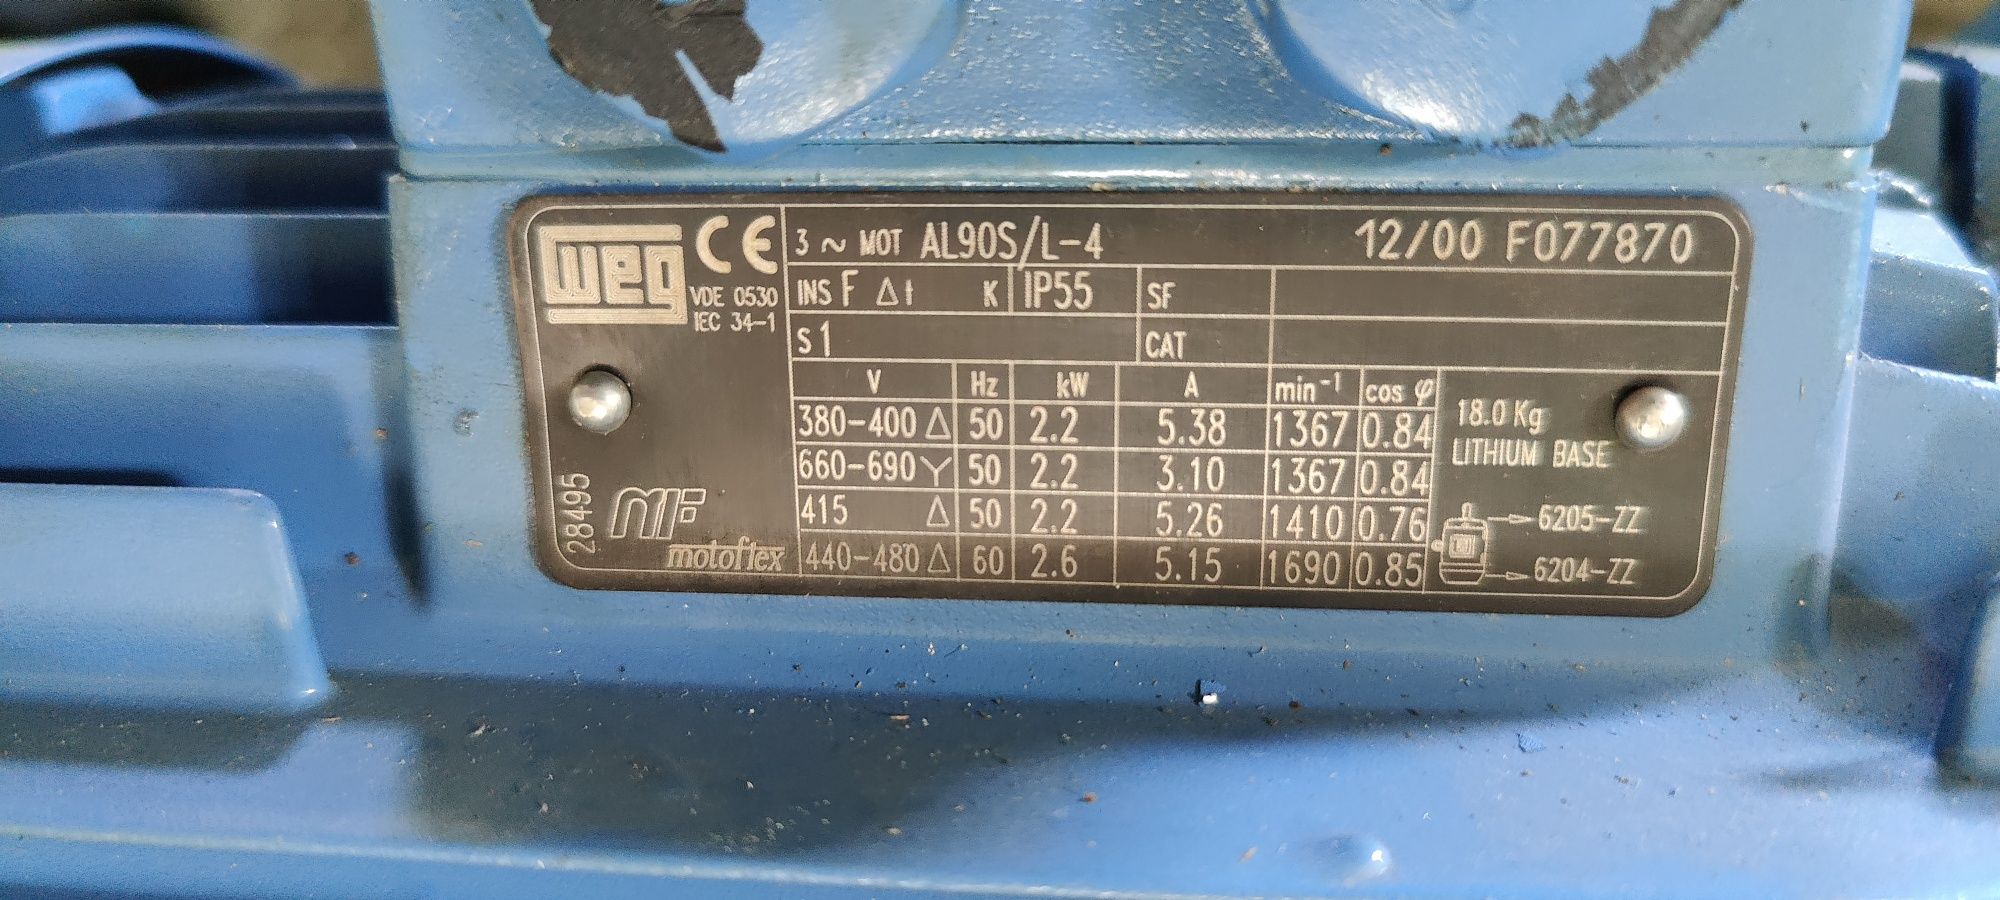 weg CE 3 ~ MOT AL90S/L-4 12/00 F077870
VDE 0530
IEC 34-1
INS F Δt K IP55 SF
S1 CAT
V Hz kW A min⁻¹ cos φ
380-400 Δ 50 2.2 5.38 1367 0.84
660-690 Y 50 2.2 3.10 1367 0.84
415 Δ 50 2.2 5.26 1410 0.76
440-480 Δ 60 2.6 5.15 1690 0.85
18.0 Kg
LITHIUM BASE
6205-ZZ
6204-ZZ
28495
MF
motoflex